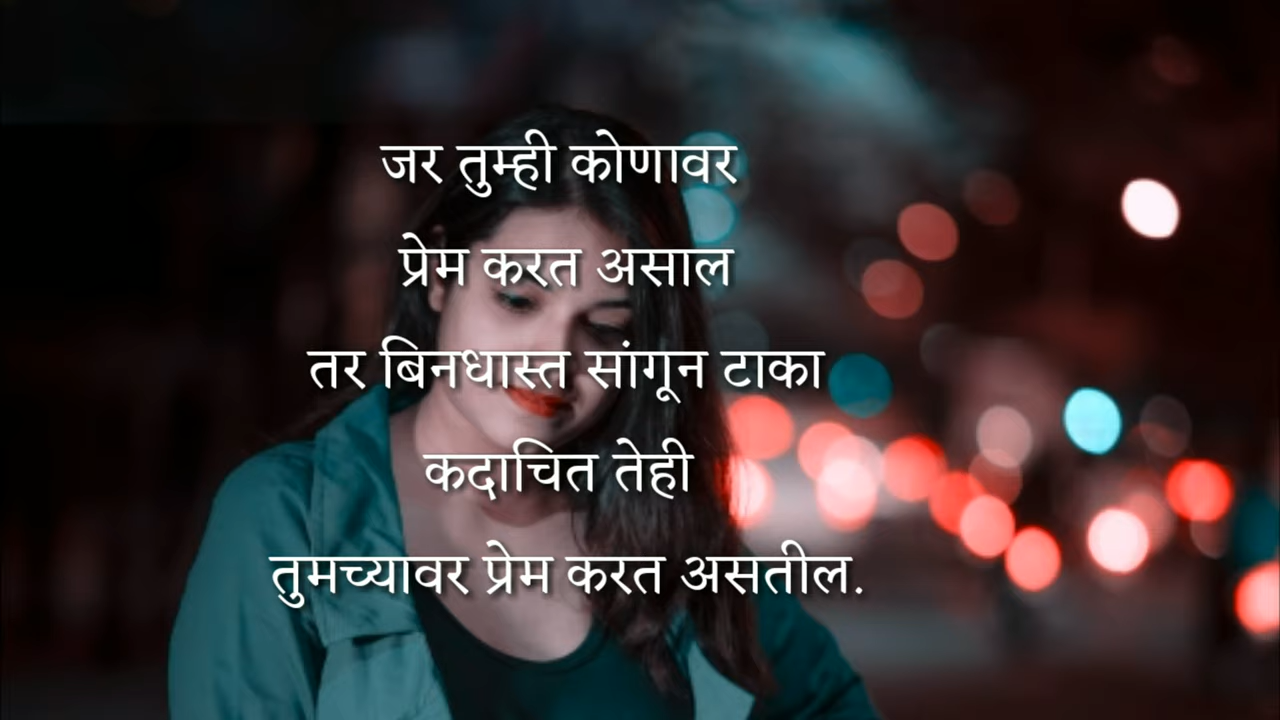 जर तुम्ही कोणावर
प्रेम करत असाल
तर बिनधास्त सांगून टाका
कदाचित तेही
तुमच्यावर प्रेम करत असतील.